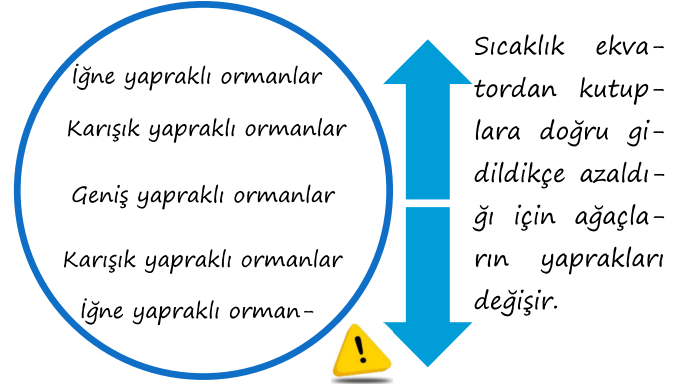 İğne yapraklı ormanlar
Karışık yapraklı ormanlar
Geniş yapraklı ormanlar
Karışık yapraklı ormanlar
İğne yapraklı orman-
Sıcaklık ekva-
tordan kutup-
lara doğru gi-
dildikçe azaldı-
ğı için ağaçla-
rın yaprakları
değişir.
!